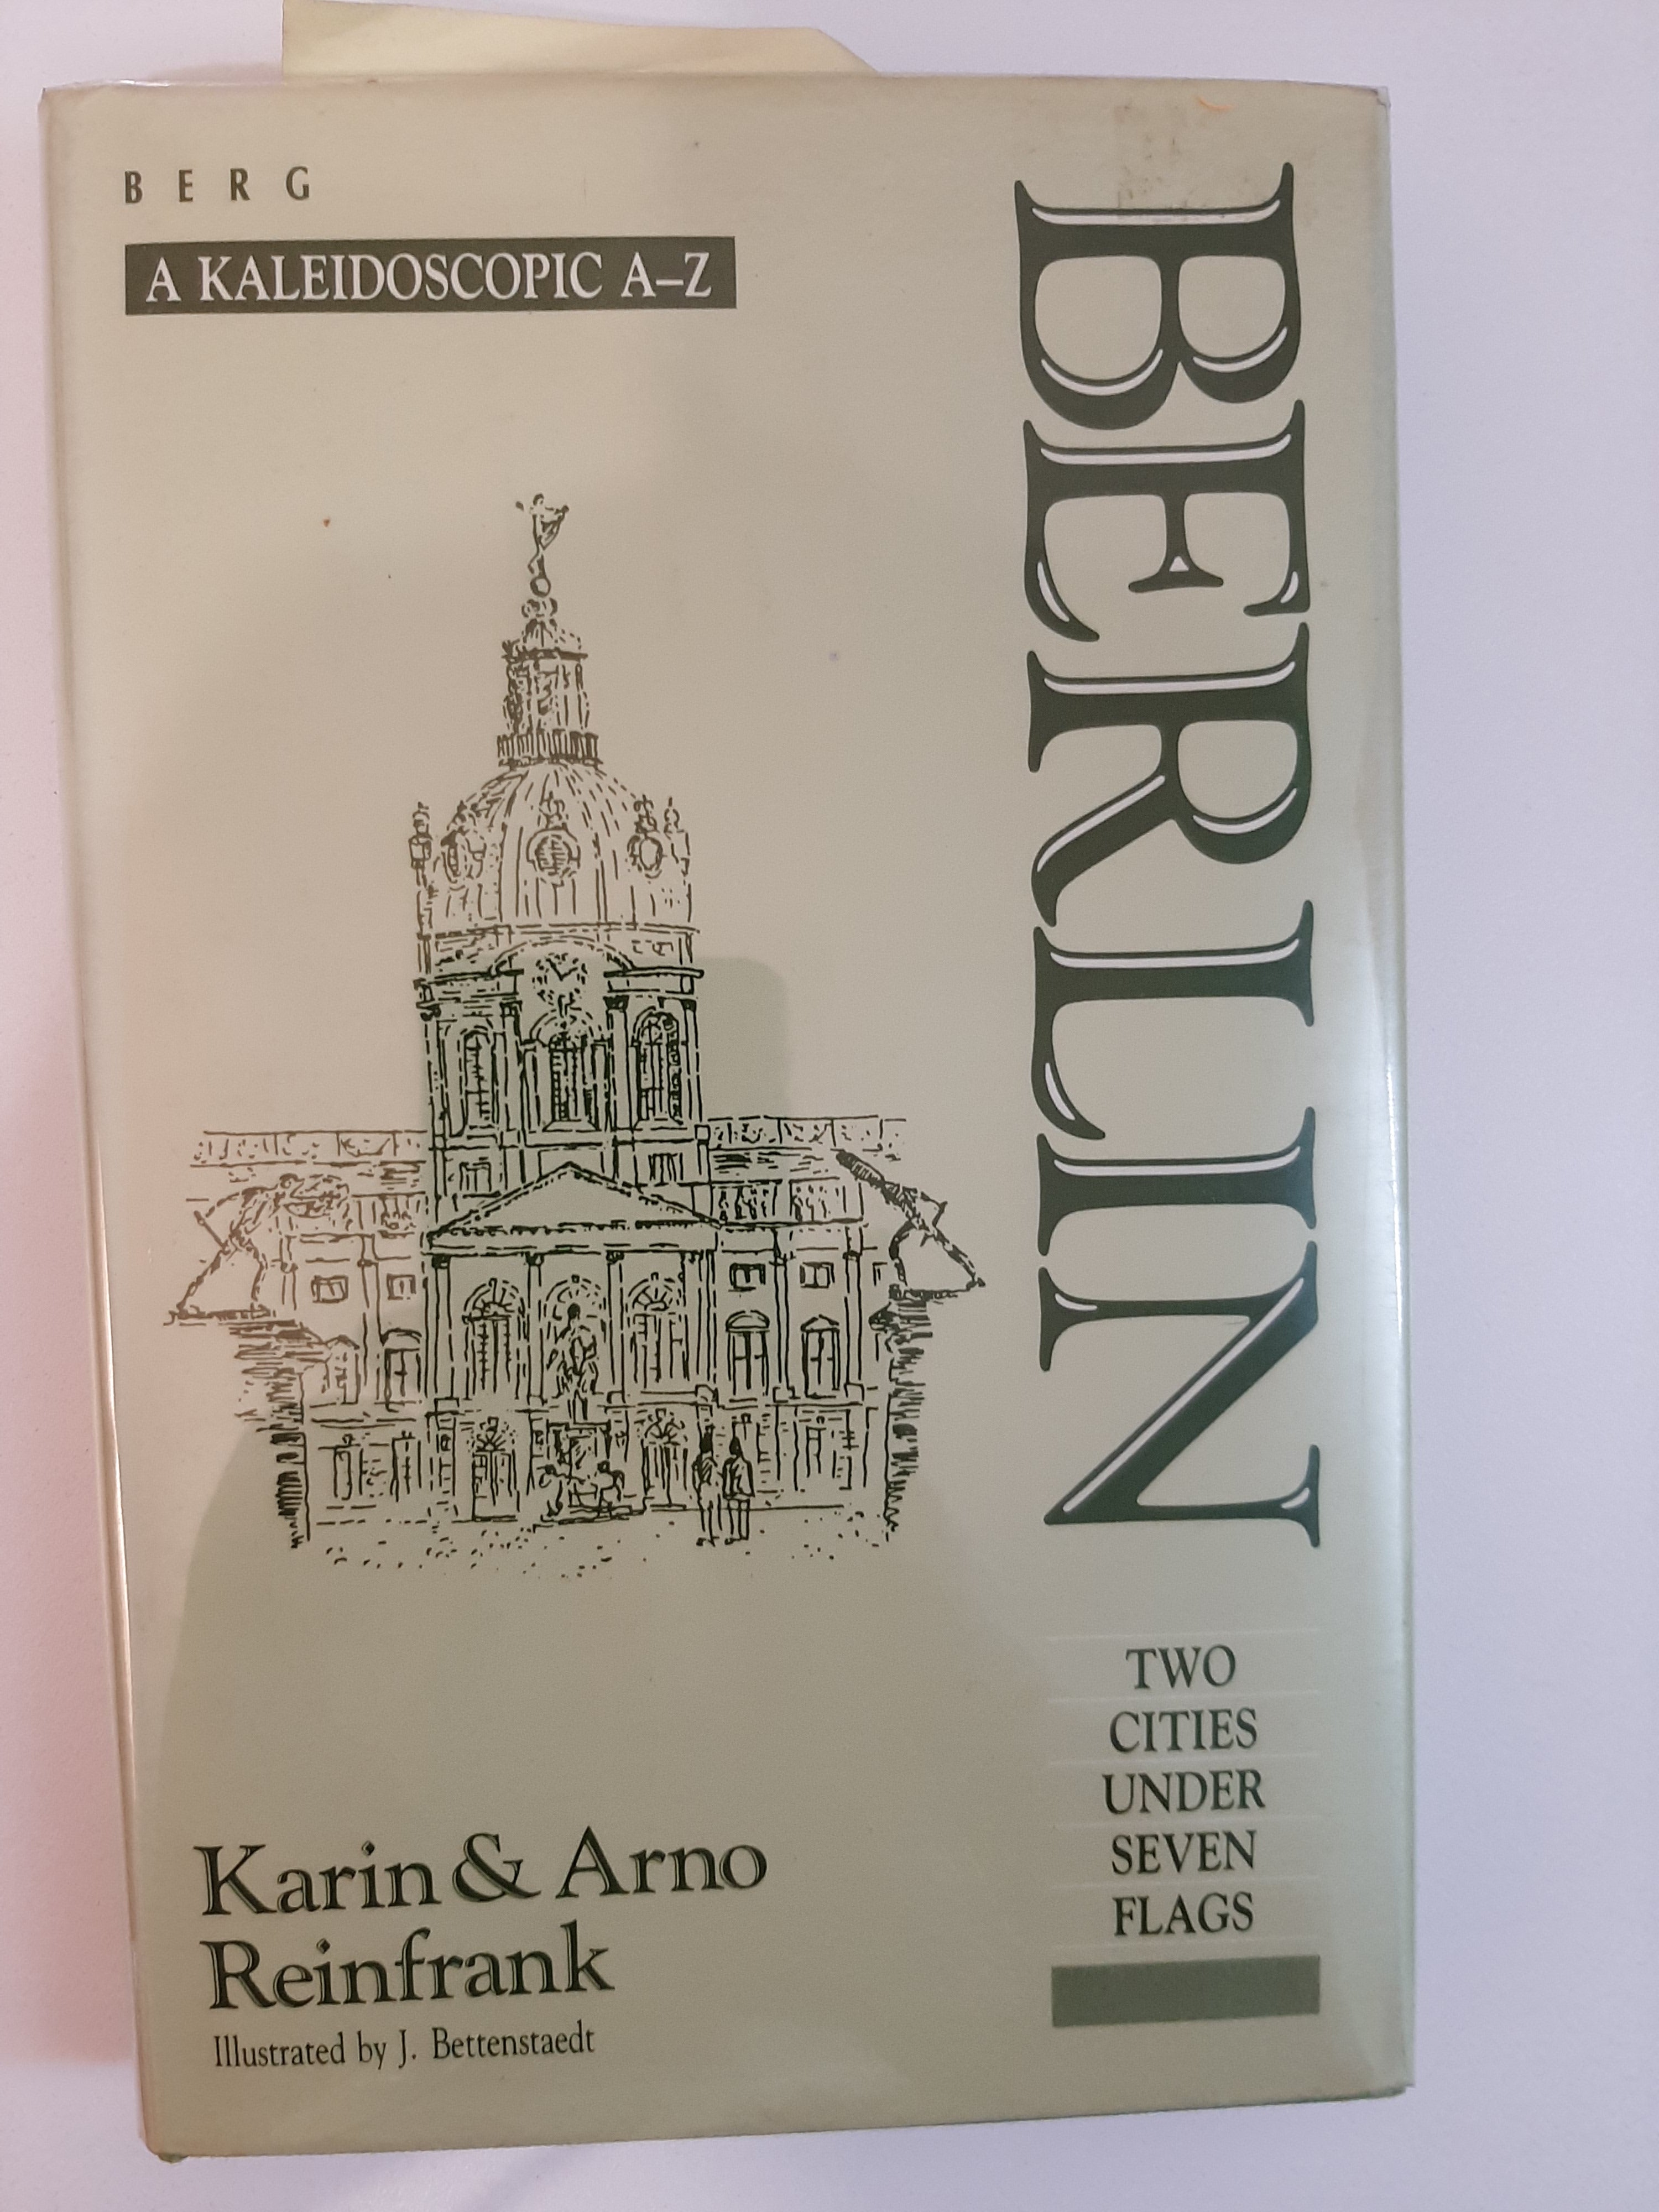 BERG
A KALEIDOSCOPIC A–Z
BERLIN
TWO
CITIES
UNDER
SEVEN
FLAGS
Karin & Arno
Reinfrank
Illustrated by J. Bettenstaedt